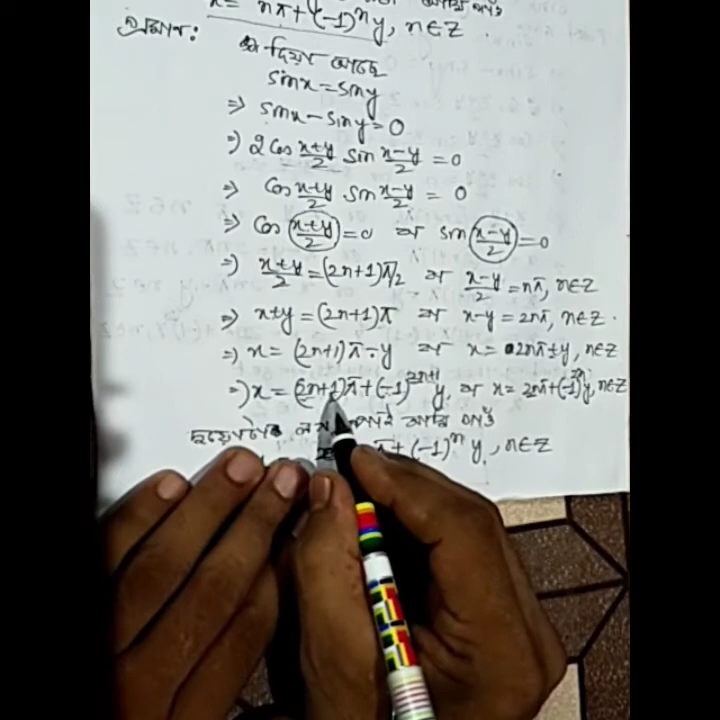 x = nπ + (-1)ⁿy, n∈Z.
প্রমাণ:
দিয়া আছে
sinx = siny
⇒ sinx - siny = 0
⇒ 2 cos (x+y)/2 sin (x-y)/2 = 0
⇒ cos (x+y)/2 sin (x-y)/2 = 0
⇒ cos (x+y)/2 = 0 বা sin (x-y)/2 = 0
⇒ (x+y)/2 = (2n+1)π/2 বা (x-y)/2 = nπ, n∈Z
⇒ x+y = (2n+1)π বা x-y = 2nπ, n∈Z.
⇒ x = (2n+1)π - y বা x = 2nπ + y, n∈Z
⇒ x = (2n+1)π + (-1)²ⁿ⁺¹ y, বা x = 2nπ + (-1)²ⁿy, n∈Z
আমি পাওঁ
π + (-1)ⁿ y, n∈Z